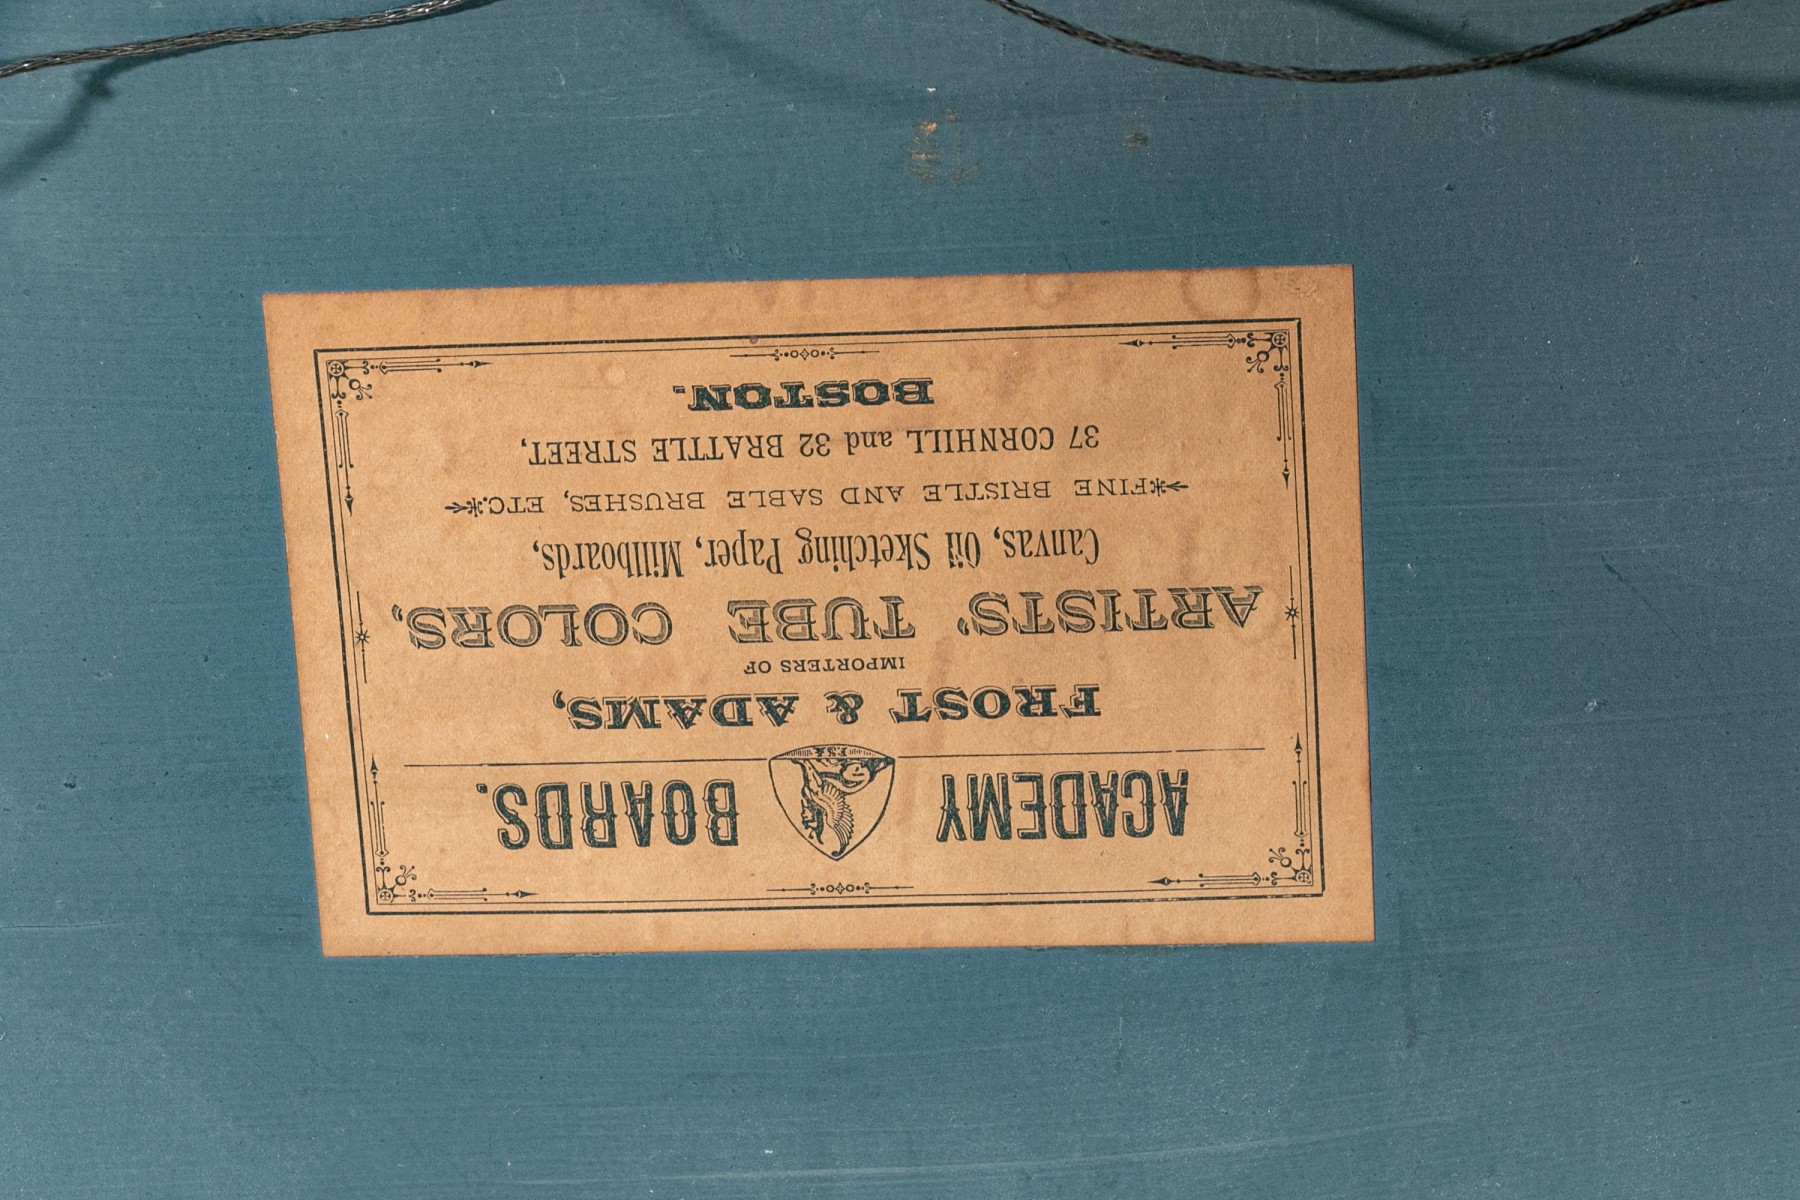 ACADEMY BOARDS.
FROST & ADAMS,
IMPORTERS OF
ARTISTS' TUBE COLORS,
Canvas, Oil Sketching Paper, Millboards,
FINE BRISTLE AND SABLE BRUSHES, ETC.
37 CORNHILL and 32 BRATTLE STREET,
BOSTON.